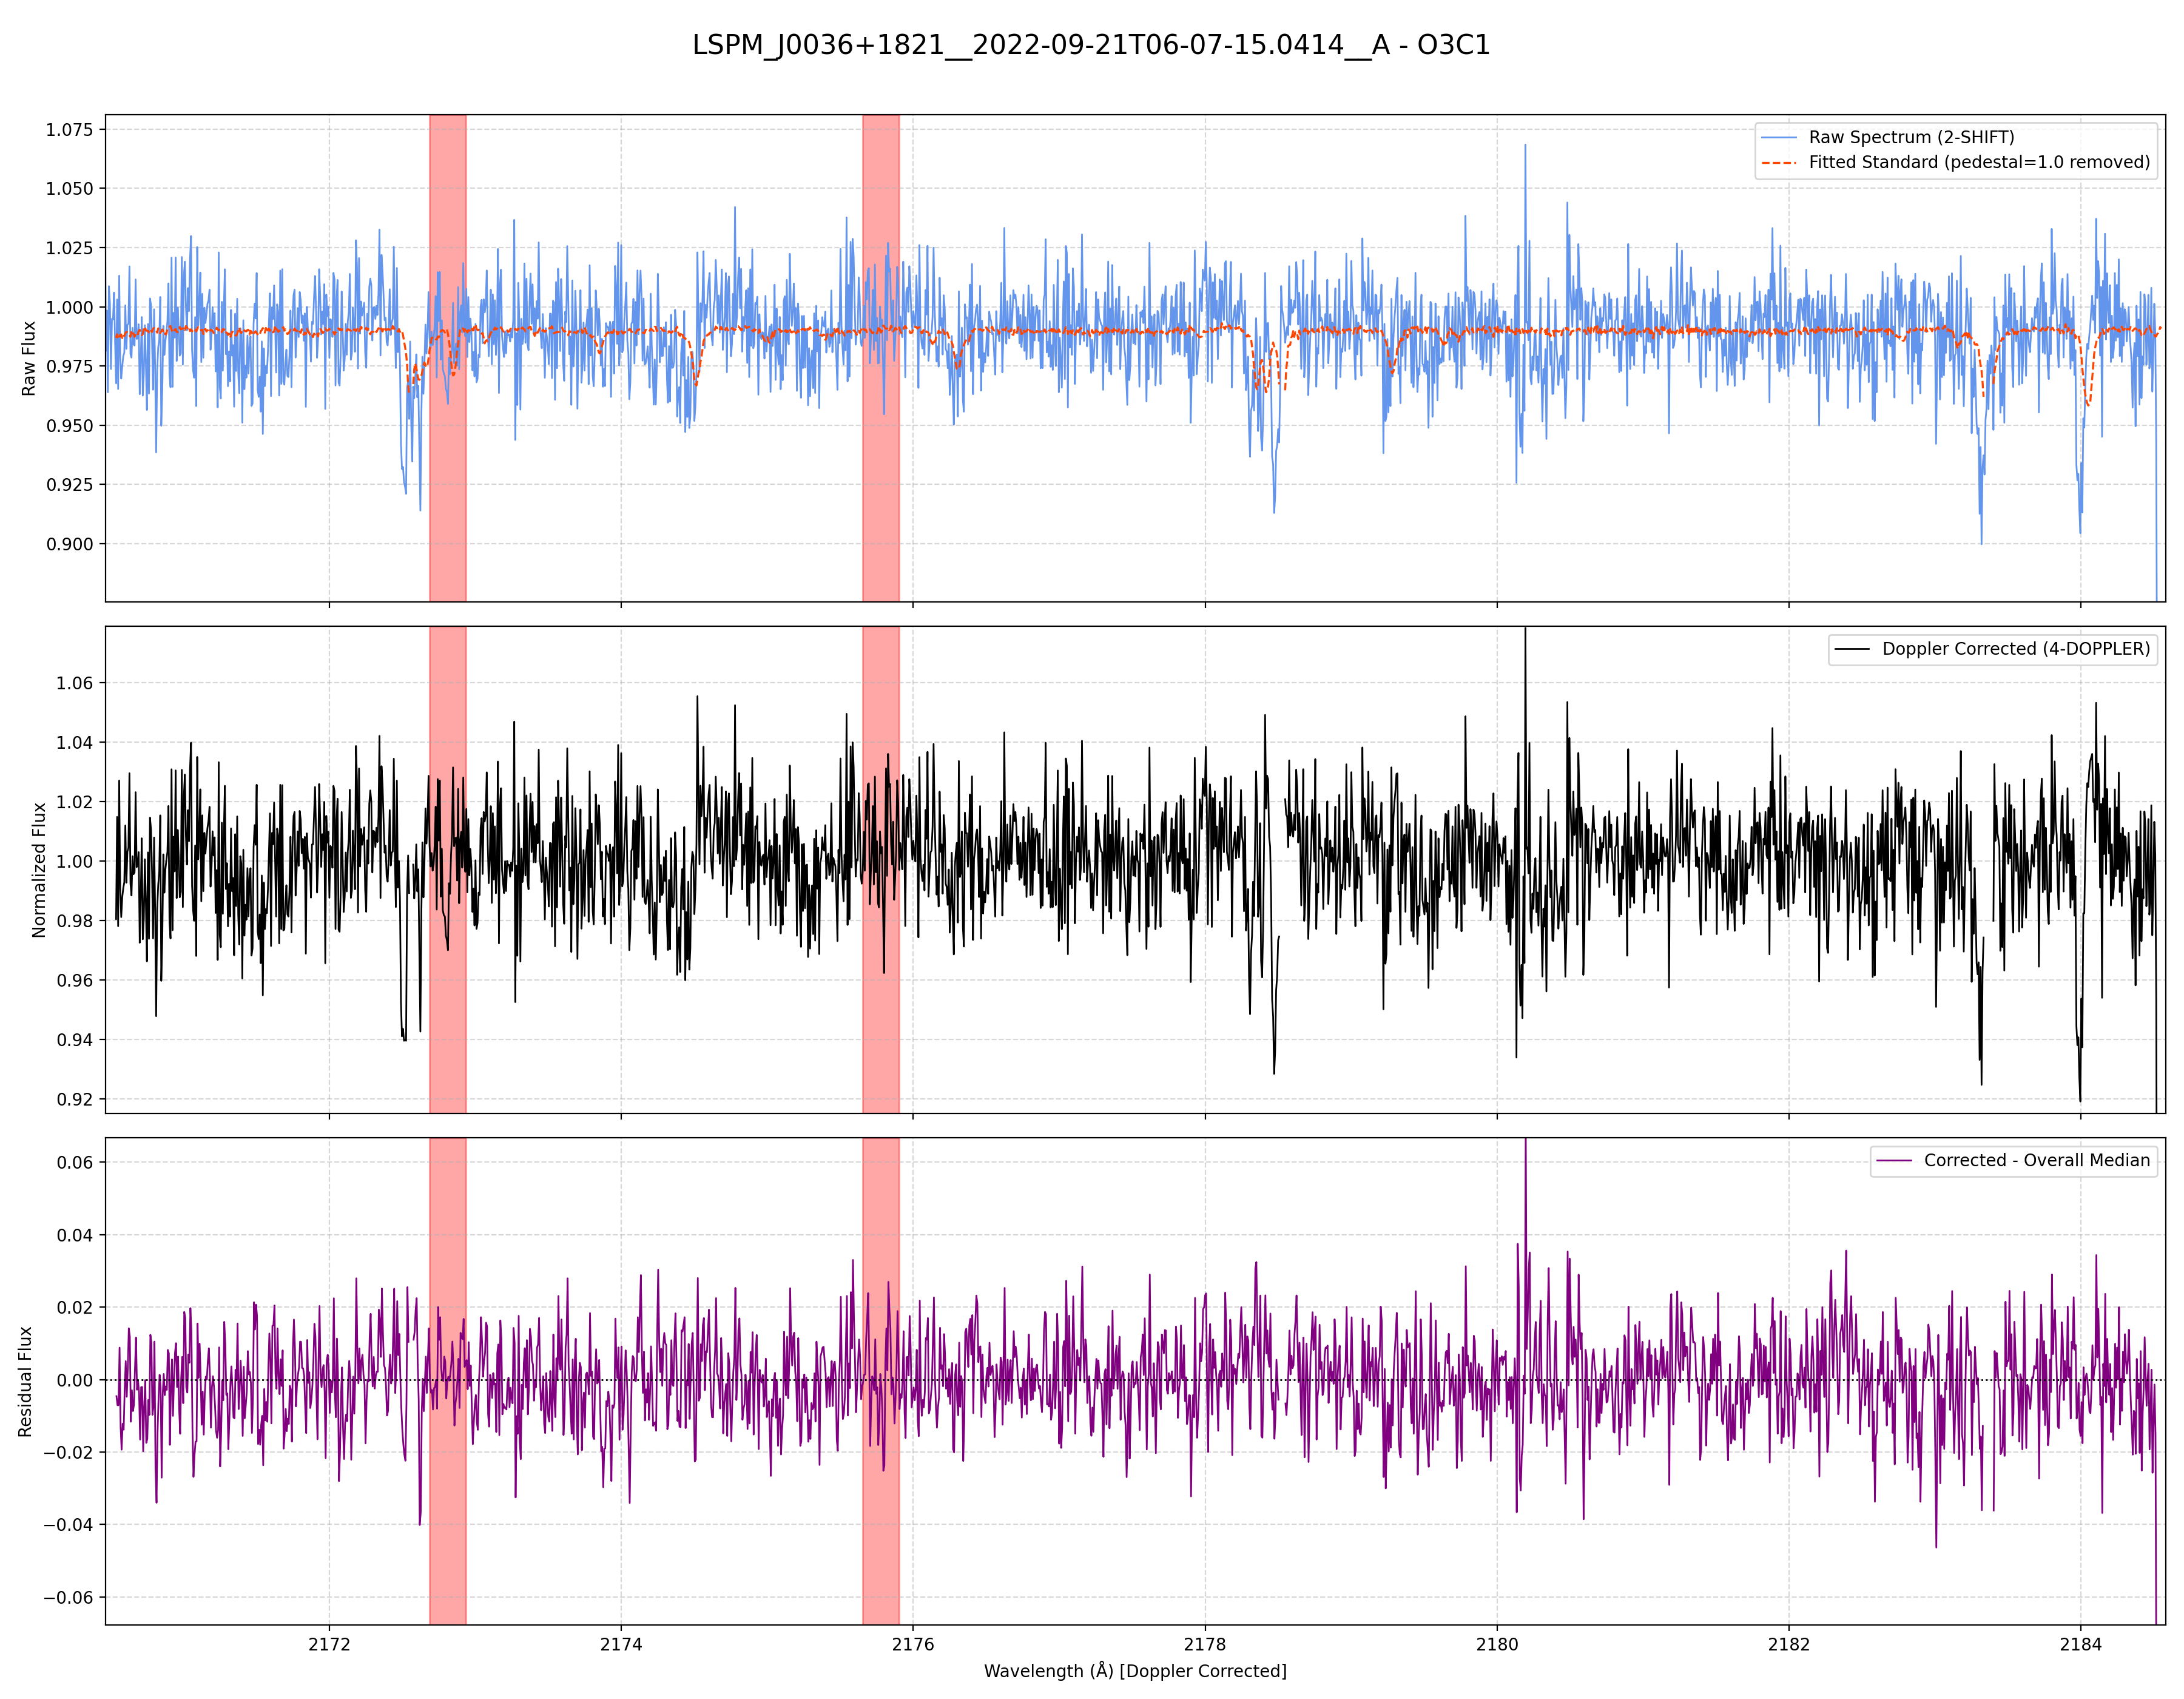 LSPM_J0036+1821__2022-09-21T06-07-15.0414__A - O3C1
1.075
1.050
1.025
1.000
0.975
0.950
0.925
0.900
Raw Flux
Raw Spectrum (2-SHIFT)
Fitted Standard (pedestal=1.0 removed)
1.06
1.04
1.02
1.00
0.98
0.96
0.94
0.92
Normalized Flux
Doppler Corrected (4-DOPPLER)
0.06
0.04
0.02
0.00
−0.02
−0.04
−0.06
Residual Flux
Corrected - Overall Median
2172 2174 2176 2178 2180 2182 2184
Wavelength (Å) [Doppler Corrected]